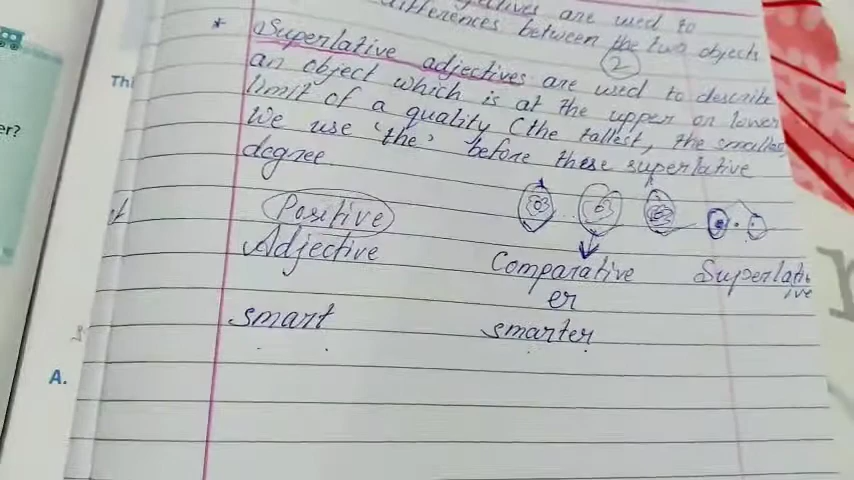 are used to
differences between the two objects
2
* Superlative adjectives are used to describe
an object which is at the upper or lower
limit of a quality (the tallest, the smallest
We use 'the' before these superlative
degree
Positive
Adjective
Comparative
er
Superlative
smart
smarter
Thi
er?
A.